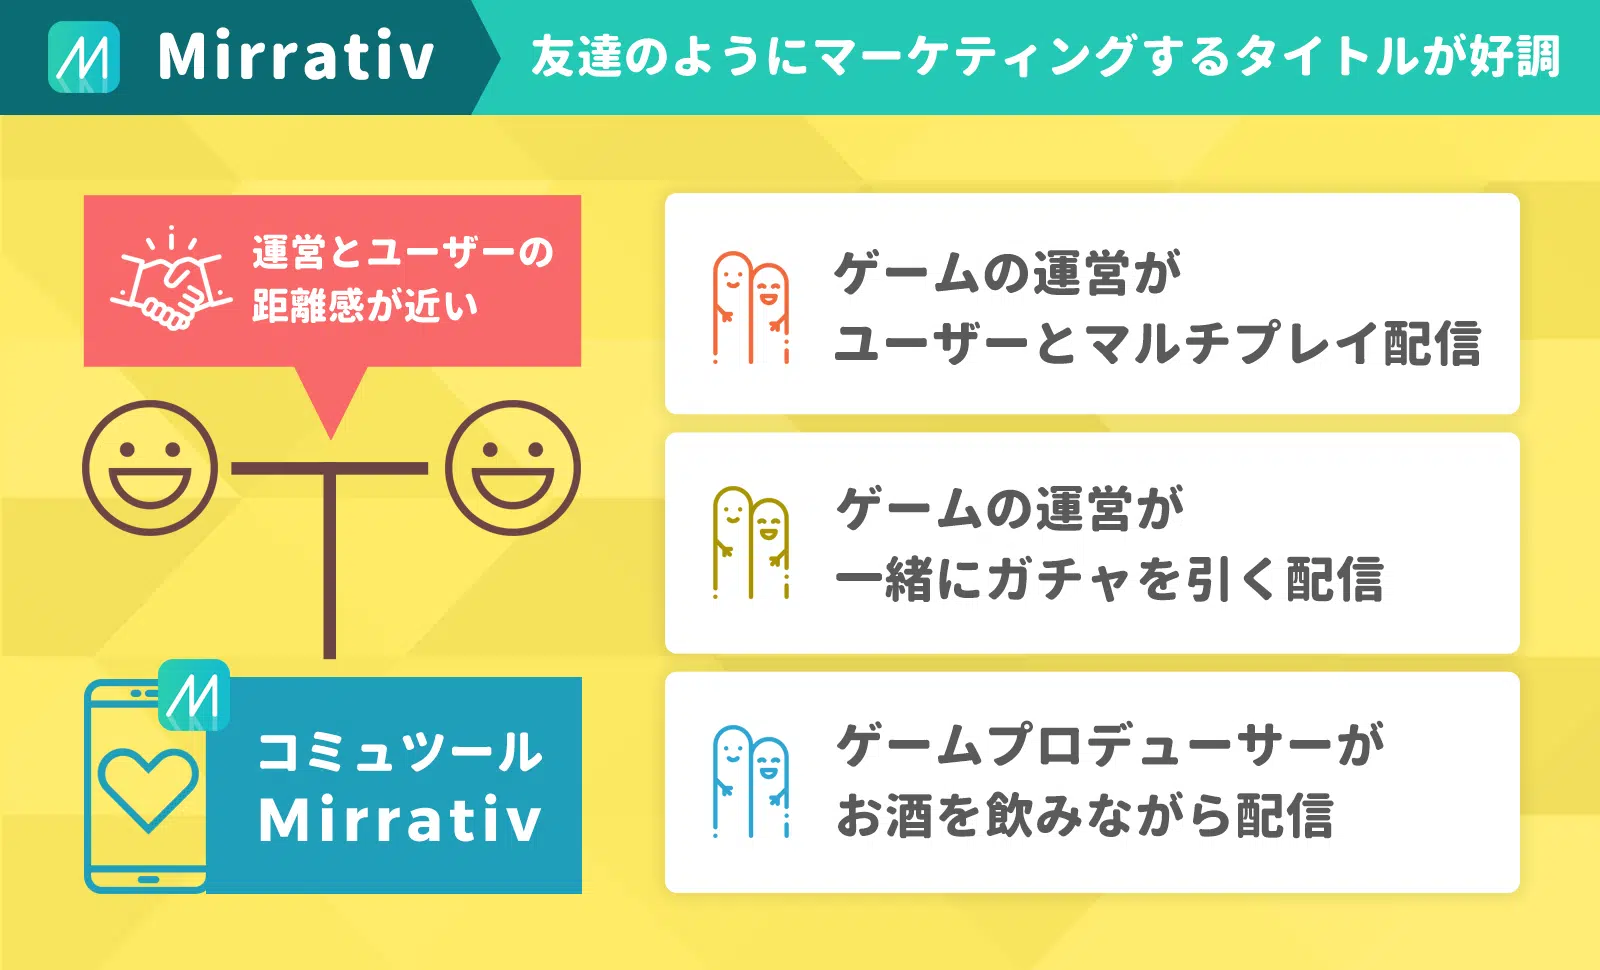 Mirrativ
友達のようにマーケティングするタイトルが好調
運営とユーザーの
距離感が近い
コミュツール
Mirrativ
ゲームの運営が
ユーザーとマルチプレイ配信
ゲームの運営が
一緒にガチャを引く配信
ゲームプロデューサーが
お酒を飲みながら配信